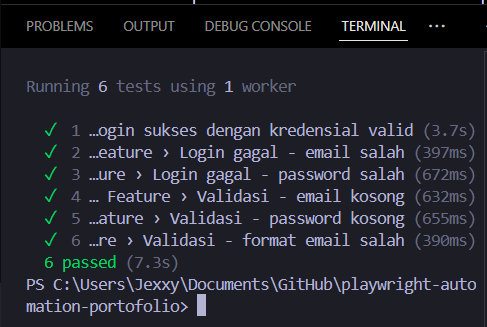 PROBLEMS OUTPUT DEBUG CONSOLE TERMINAL ...
Running 6 tests using 1 worker
✓ 1 …ogin sukses dengan kredensial valid (3.7s)
✓ 2 …eature › Login gagal - email salah (397ms)
✓ 3 …ure › Login gagal - password salah (672ms)
✓ 4 … Feature › Validasi - email kosong (632ms)
✓ 5 …ature › Validasi - password kosong (655ms)
✓ 6 …re › Validasi - format email salah (390ms)
6 passed (7.3s)
PS C:\Users\Jexxy\Documents\GitHub\playwright-auto
mation-portofolio>